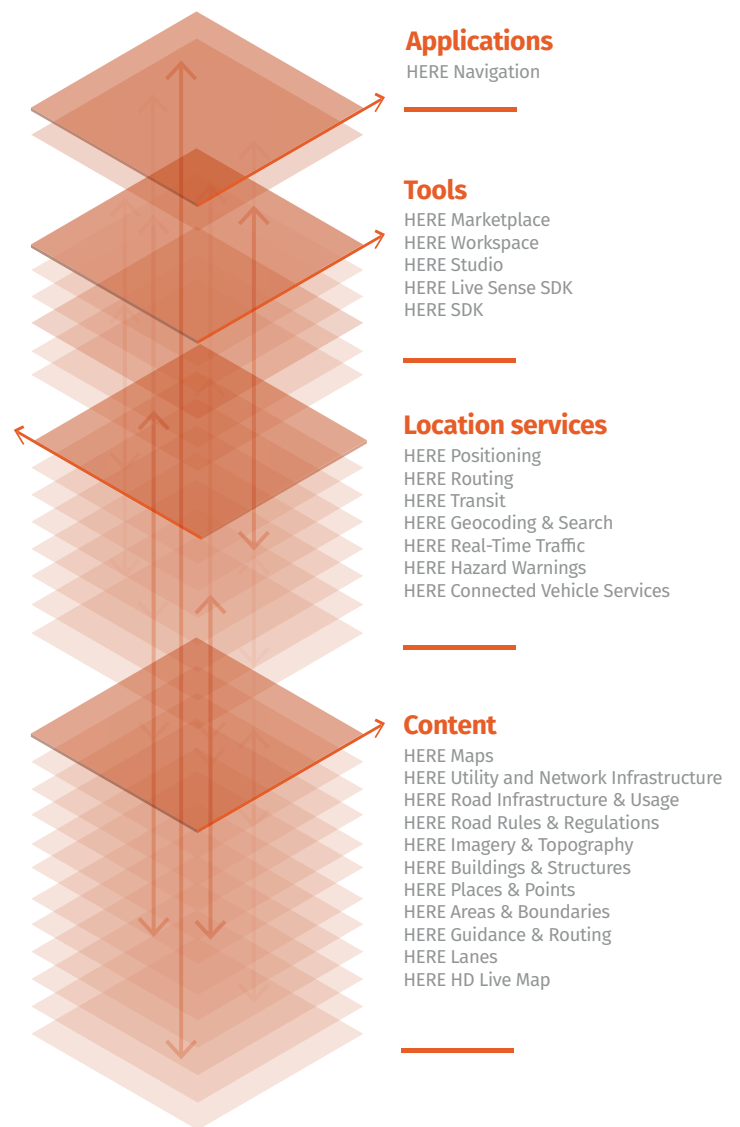 Applications
HERE Navigation
Tools
HERE Marketplace
HERE Workspace
HERE Studio
HERE Live Sense SDK
HERE SDK
Location services
HERE Positioning
HERE Routing
HERE Transit
HERE Geocoding & Search
HERE Real-Time Traffic
HERE Hazard Warnings
HERE Connected Vehicle Services
Content
HERE Maps
HERE Utility and Network Infrastructure
HERE Road Infrastructure & Usage
HERE Road Rules & Regulations
HERE Imagery & Topography
HERE Buildings & Structures
HERE Places & Points
HERE Areas & Boundaries
HERE Guidance & Routing
HERE Lanes
HERE HD Live Map